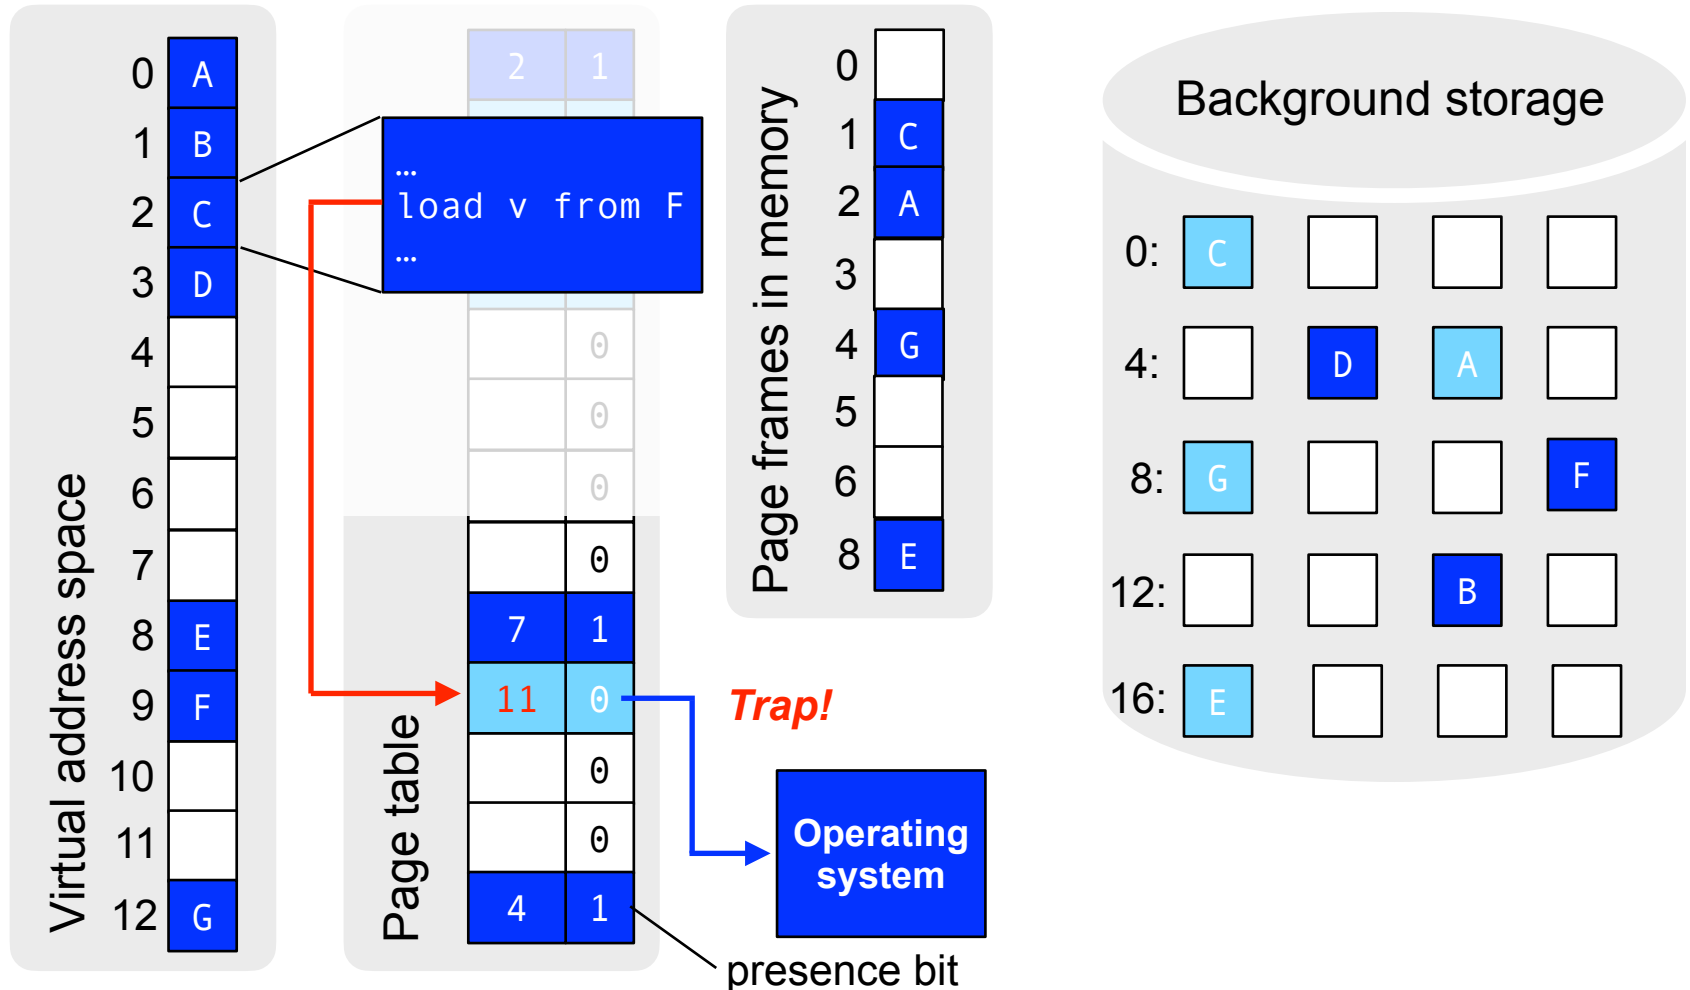 Virtual address space
0 A
1 B
2 C
3 D
4
5
6
7
8 E
9 F
10
11
12 G
Page table
2 1
…
load v from F
…
0
0
0
0
7 1
11 0
0
0
4 1
presence bit
Trap!
Operating
system
Page frames in memory
0
1 C
2 A
3
4 G
5
6
8 E
Background storage
0: C
4: D A
8: G F
12: B
16: E